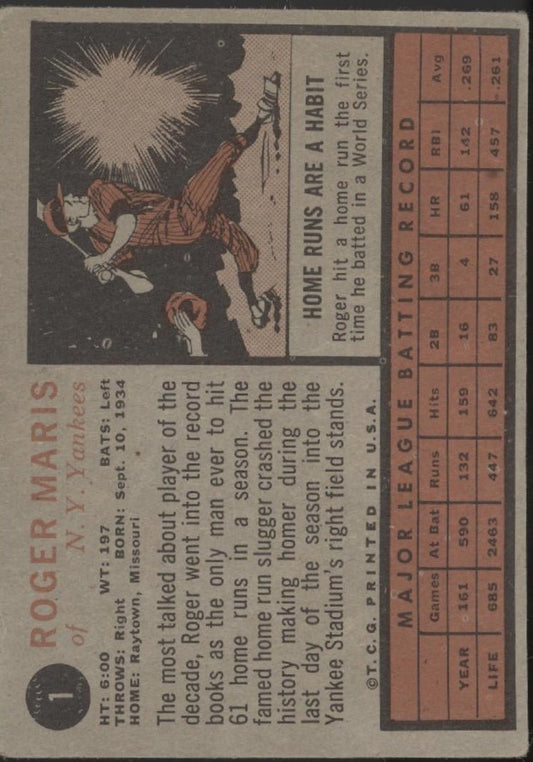 1
ROGER MARIS
of N. Y. Yankees
HT: 6:00 WT: 197 BATS: Left
THROWS: Right BORN: Sept. 10, 1934
HOME: Raytown, Missouri
The most talked about player of the
decade, Roger went into the record
books as the only man ever to hit
61 home runs in a season. The
famed home run slugger crashed the
history making homer during the
last day of the season into the
Yankee Stadium's right field stands.
© T. C. G. PRINTED IN U.S.A.
HOME RUNS ARE A HABIT
Roger hit a home run the first
time he batted in a World Series.
MAJOR LEAGUE BATTING RECORD
Games At Bat Runs Hits 2B 3B HR RBI Avg
YEAR 161 590 132 159 16 4 61 142 .269
LIFE 685 2463 447 642 83 27 158 457 .261